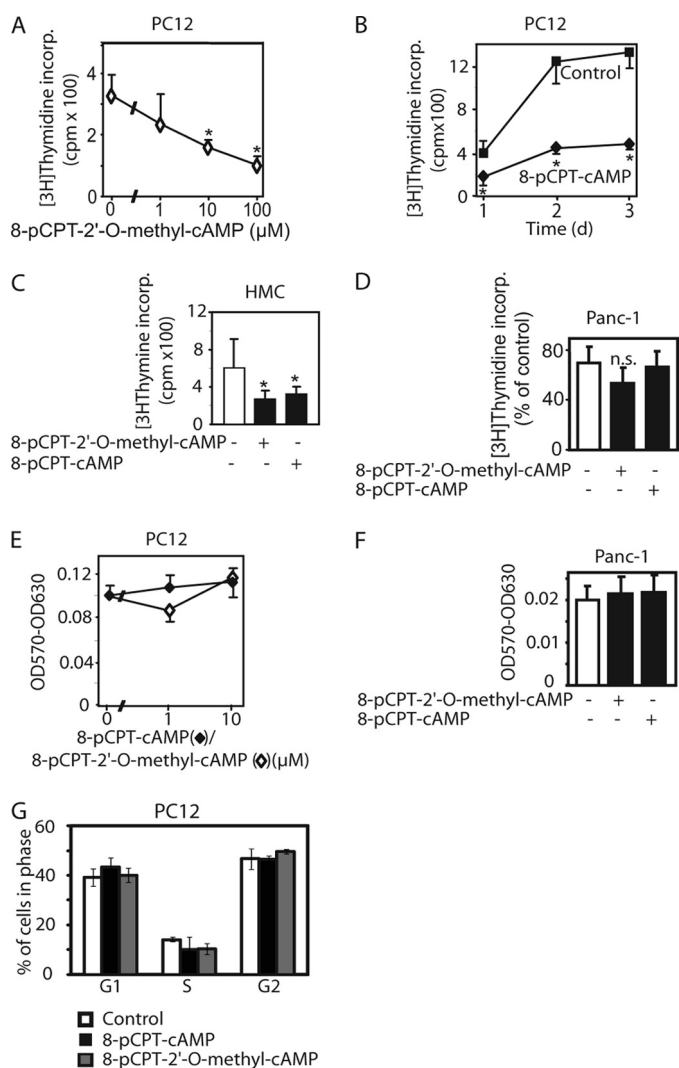 A
PC12
[3H]Thymidine incorp.
(cpm x 100)
4
2
0
0
1
10
100
*
*
8-pCPT-2'-O-methyl-cAMP (µM)
B
PC12
[3H]Thymidine incorp.
(cpmx100)
12
8
4
0
Control
8-pCPT-cAMP
*
*
*
1
2
3
Time (d)
C
HMC
[3HThymine incorp.
(cpm x100)
12
8
4
0
*
*
8-pCPT-2'-O-methyl-cAMP - + -
8-pCPT-cAMP - - +
D
Panc-1
[3H]Thymidine incorp.
(% of control)
80
40
0
n.s.
8-pCPT-2'-O-methyl-cAMP - + -
8-pCPT-cAMP - - +
E
PC12
OD570-OD630
0.12
0.08
0.04
0
0
1
10
8-pCPT-cAMP(◆)/
8-pCPT-2'-O-methyl-cAMP (◇)(µM)
F
Panc-1
OD570-OD630
0.02
0.01
0
8-pCPT-2'-O-methyl-cAMP - + -
8-pCPT-cAMP - - +
G
PC12
% of cells in phase
60
40
20
0
G1
S
G2
Control
8-pCPT-cAMP
8-pCPT-2'-O-methyl-cAMP